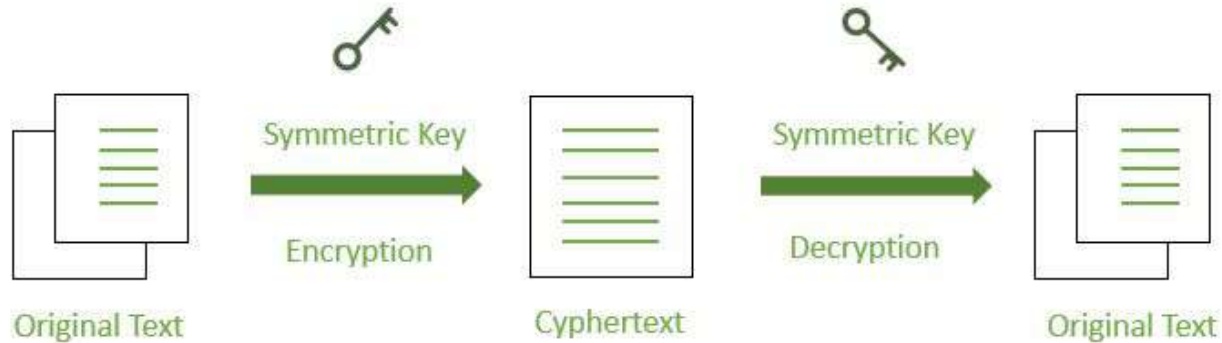 Symmetric Key
Symmetric Key
Encryption
Decryption
Original Text
Cyphertext
Original Text